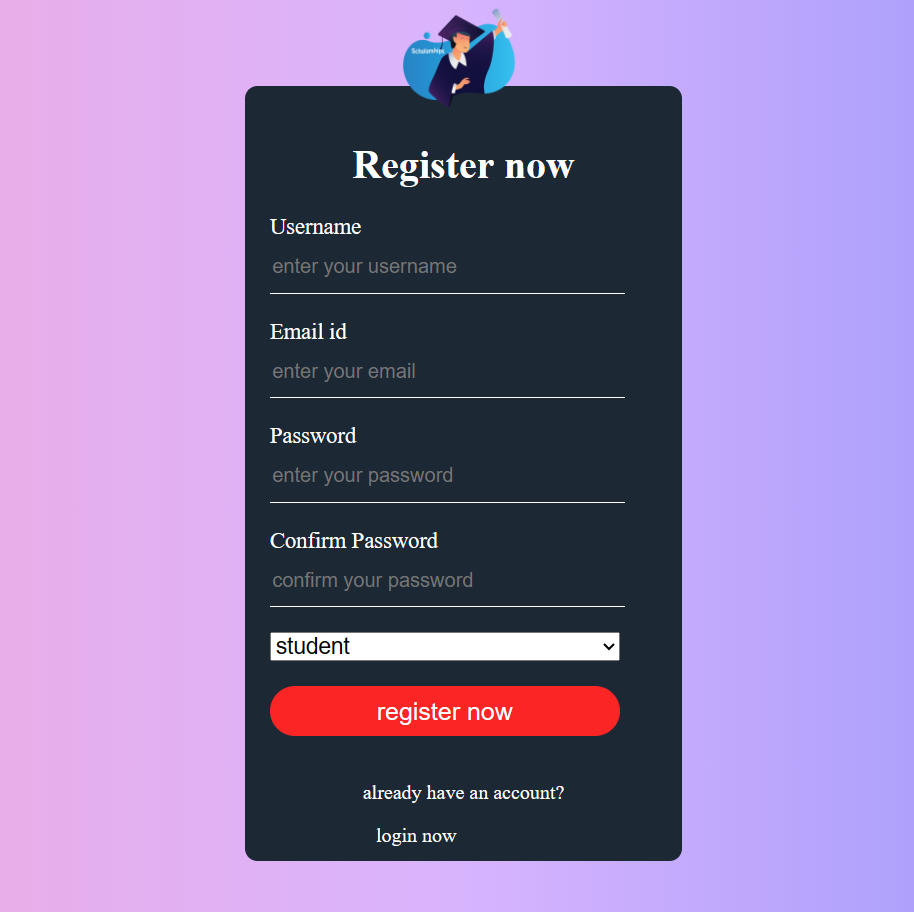 Scholarships
Register now
Username
enter your username
Email id
enter your email
Password
enter your password
Confirm Password
confirm your password
student
register now
already have an account?
login now